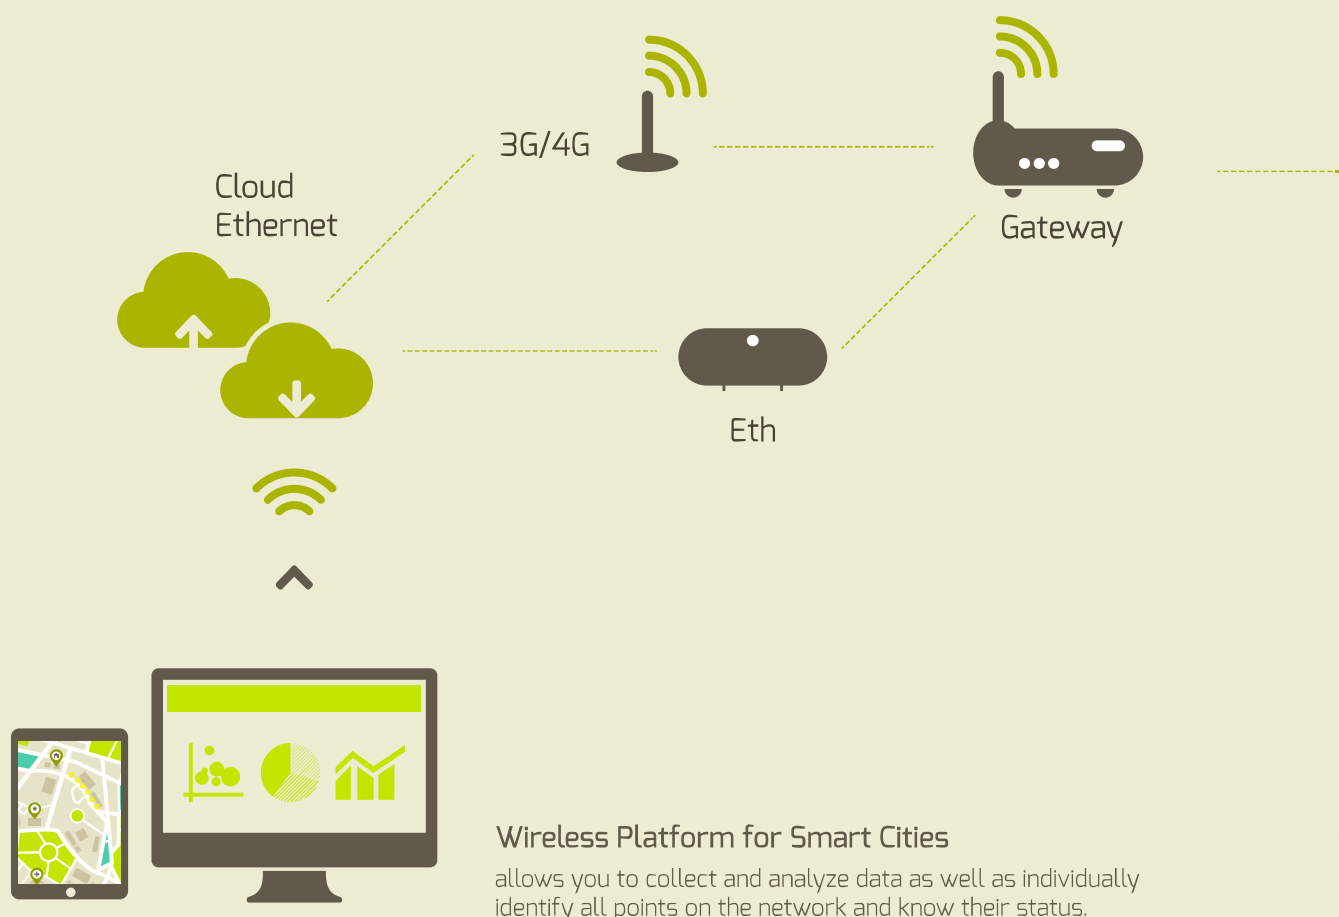 3G/4G
Cloud
Ethernet
Gateway
Eth
Wireless Platform for Smart Cities
allows you to collect and analyze data as well as individually
identify all points on the network and know their status.